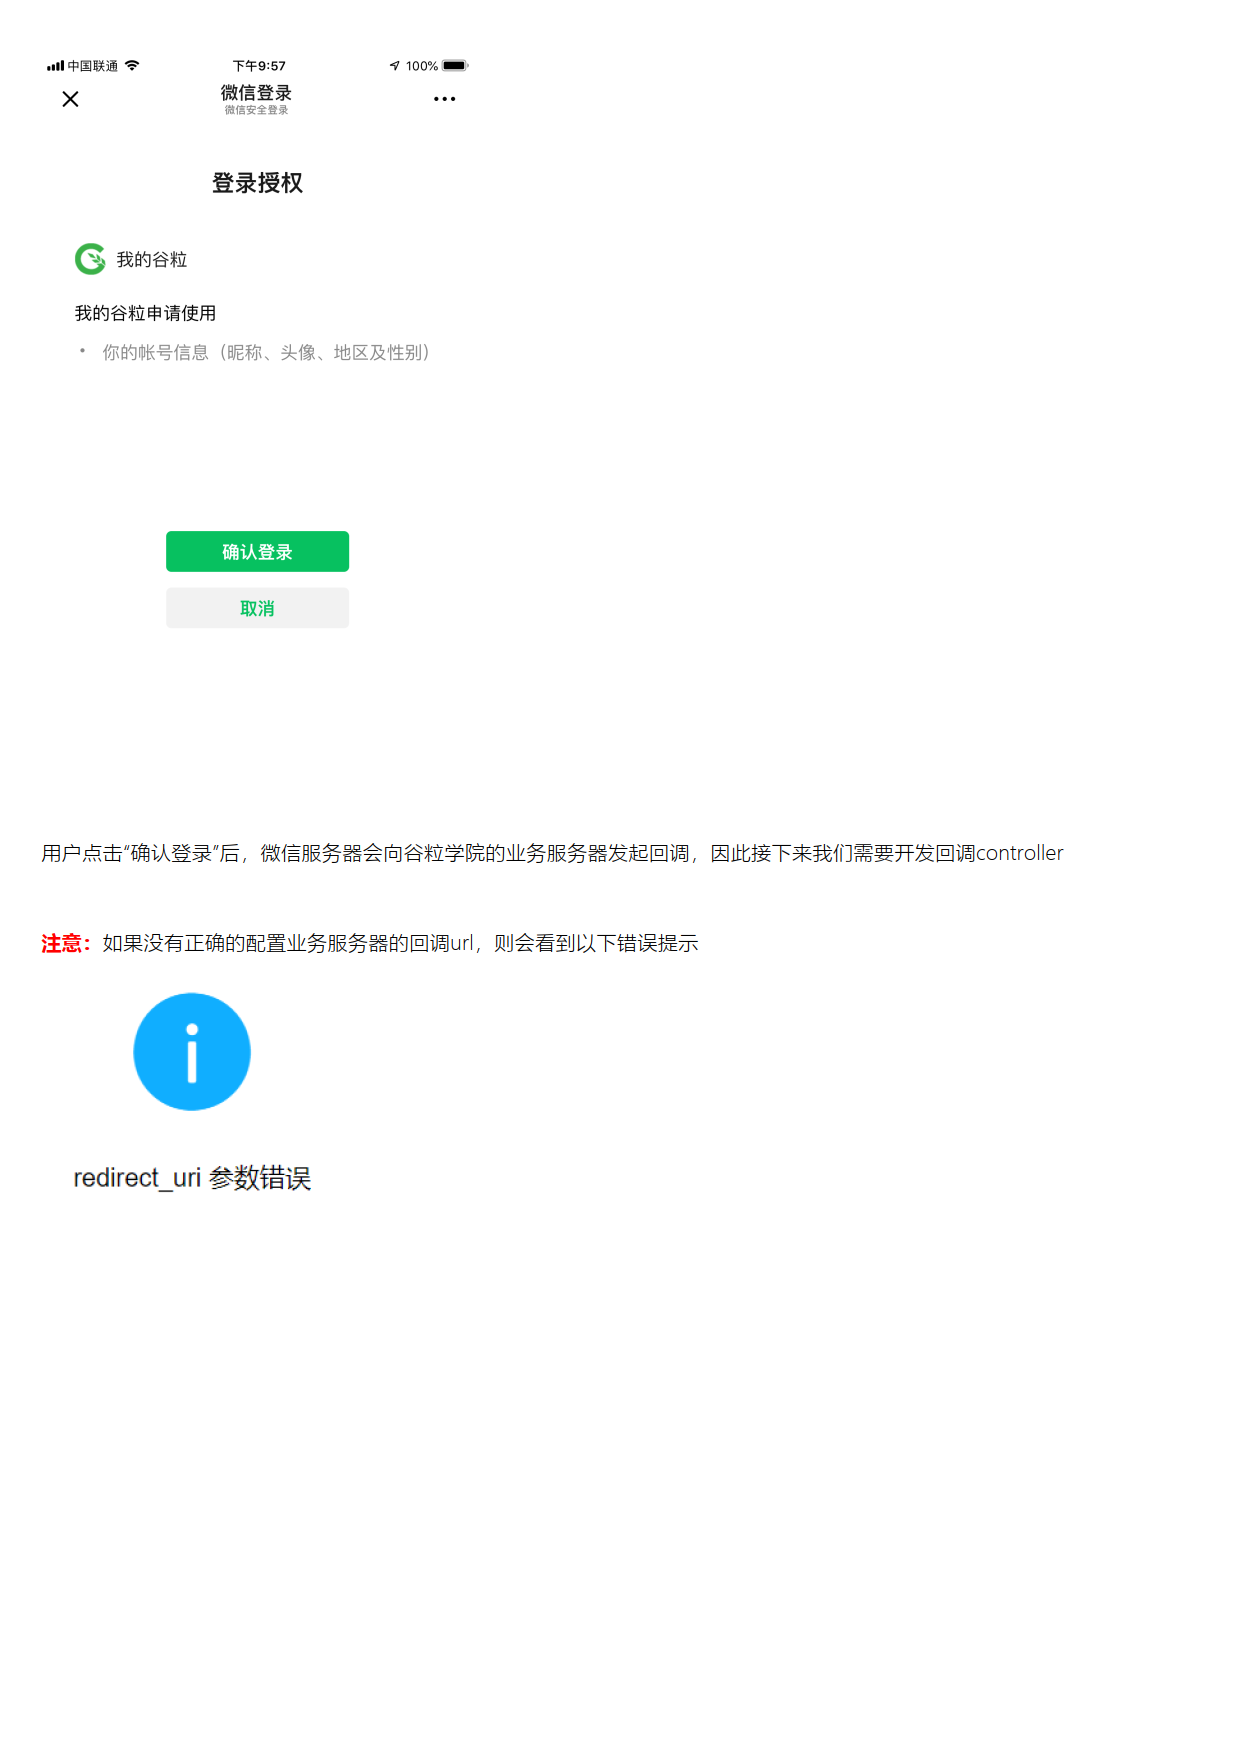 中国联通 下午9:57 100%
微信登录
微信安全登录
登录授权
我的谷粒
我的谷粒申请使用
• 你的帐号信息（昵称、头像、地区及性别）
确认登录
取消
用户点击“确认登录”后，微信服务器会向谷粒学院的业务服务器发起回调，因此接下来我们需要开发回调controller
注意：如果没有正确的配置业务服务器的回调url，则会看到以下错误提示
redirect_uri 参数错误